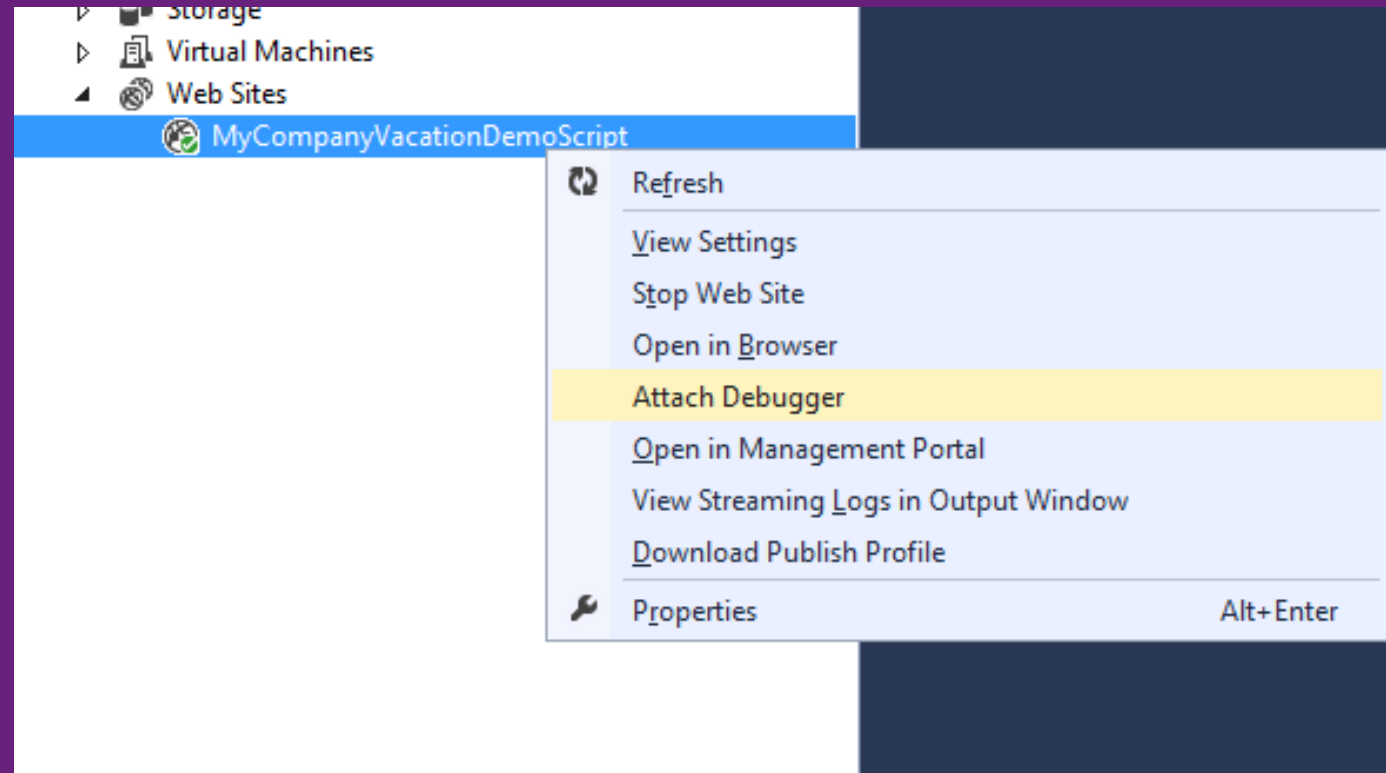 Storage
Virtual Machines
Web Sites
MyCompanyVacationDemoScript
Refresh
View Settings
Stop Web Site
Open in Browser
Attach Debugger
Open in Management Portal
View Streaming Logs in Output Window
Download Publish Profile
Properties Alt+Enter